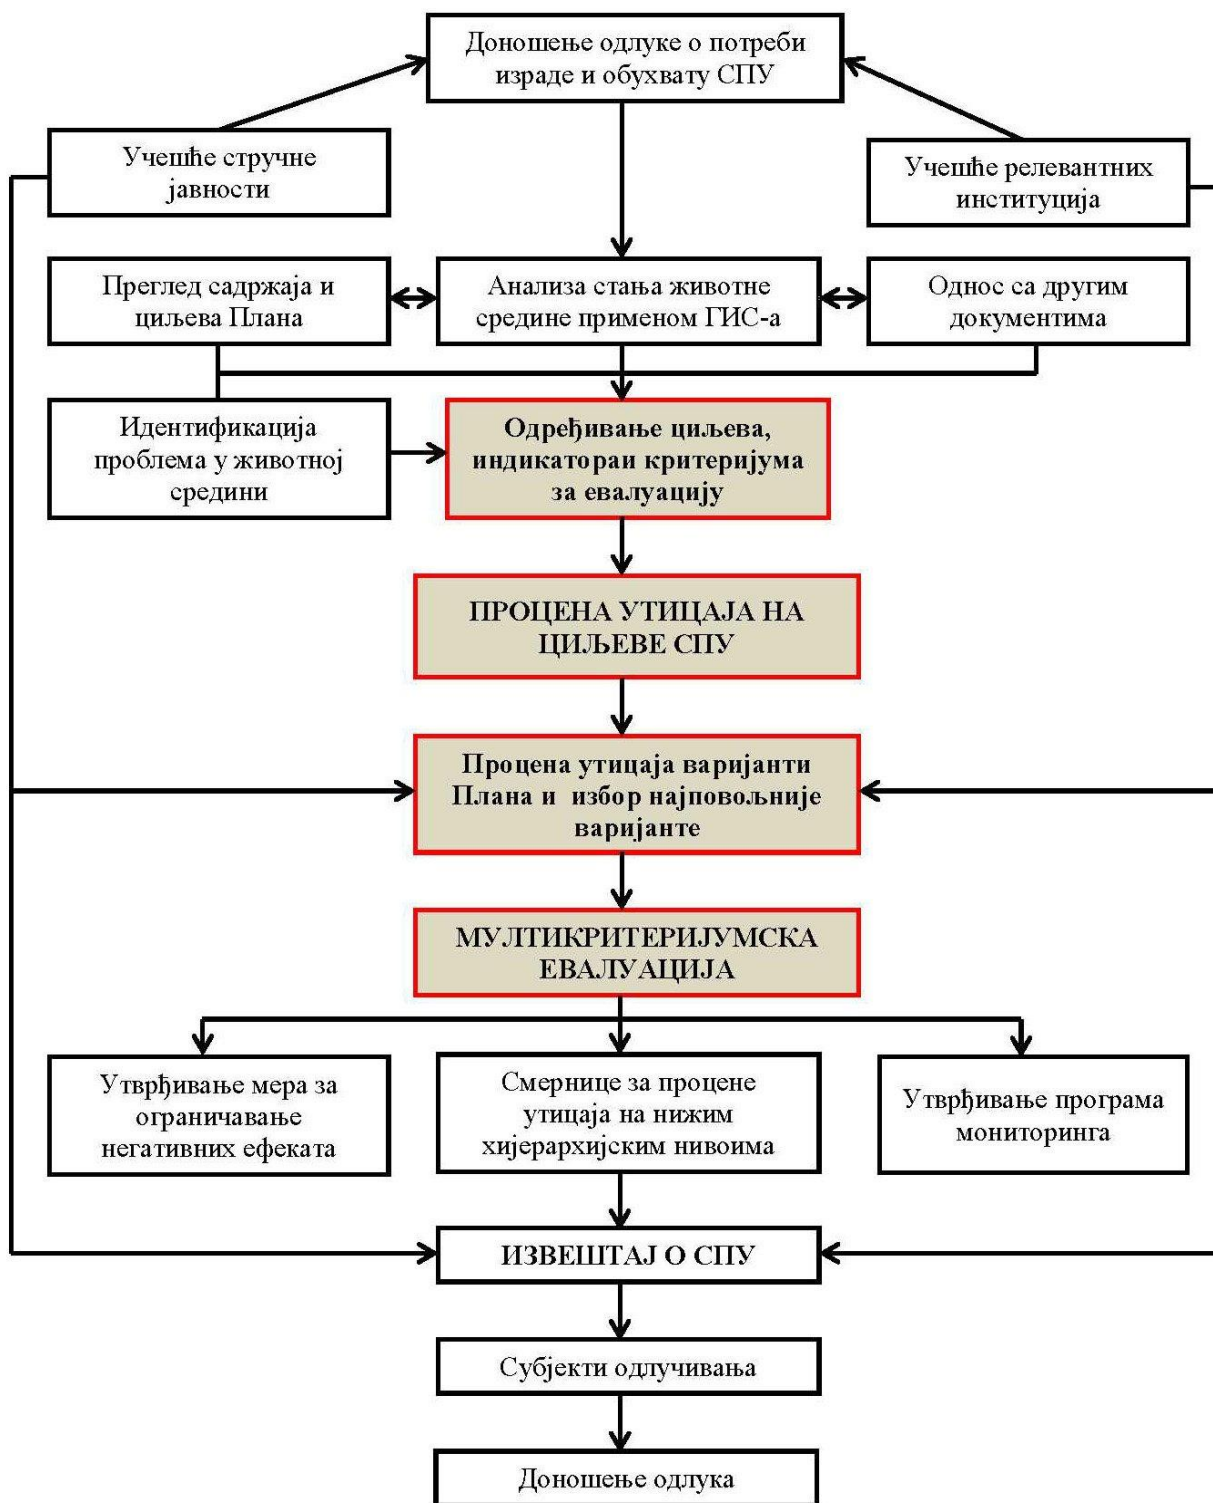 Доношење одлуке о потреби
израде и обухвату СПУ
Учешће стручне
јавности
Учешће релевантних
институција
Преглед садржаја и
циљева Плана
Анализа стања животне
средине применом ГИС-а
Однос са другим
документима
Идентификација
проблема у животној
средини
Одређивање циљева,
индикатораи критеријума
за евалуацију
ПРОЦЕНА УТИЦАЈА НА
ЦИЉЕВЕ СПУ
Процена утицаја варијанти
Плана и избор најповољније
варијанте
МУЛТИКРИТЕРИЈУМСКА
ЕВАЛУАЦИЈА
Утврђивање мера за
ограничавање
негативних ефеката
Смернице за процене
утицаја на нижим
хијерархијским нивоима
Утврђивање програма
мониторинга
ИЗВЕШТАЈ О СПУ
Субјекти одлучивања
Доношење одлука